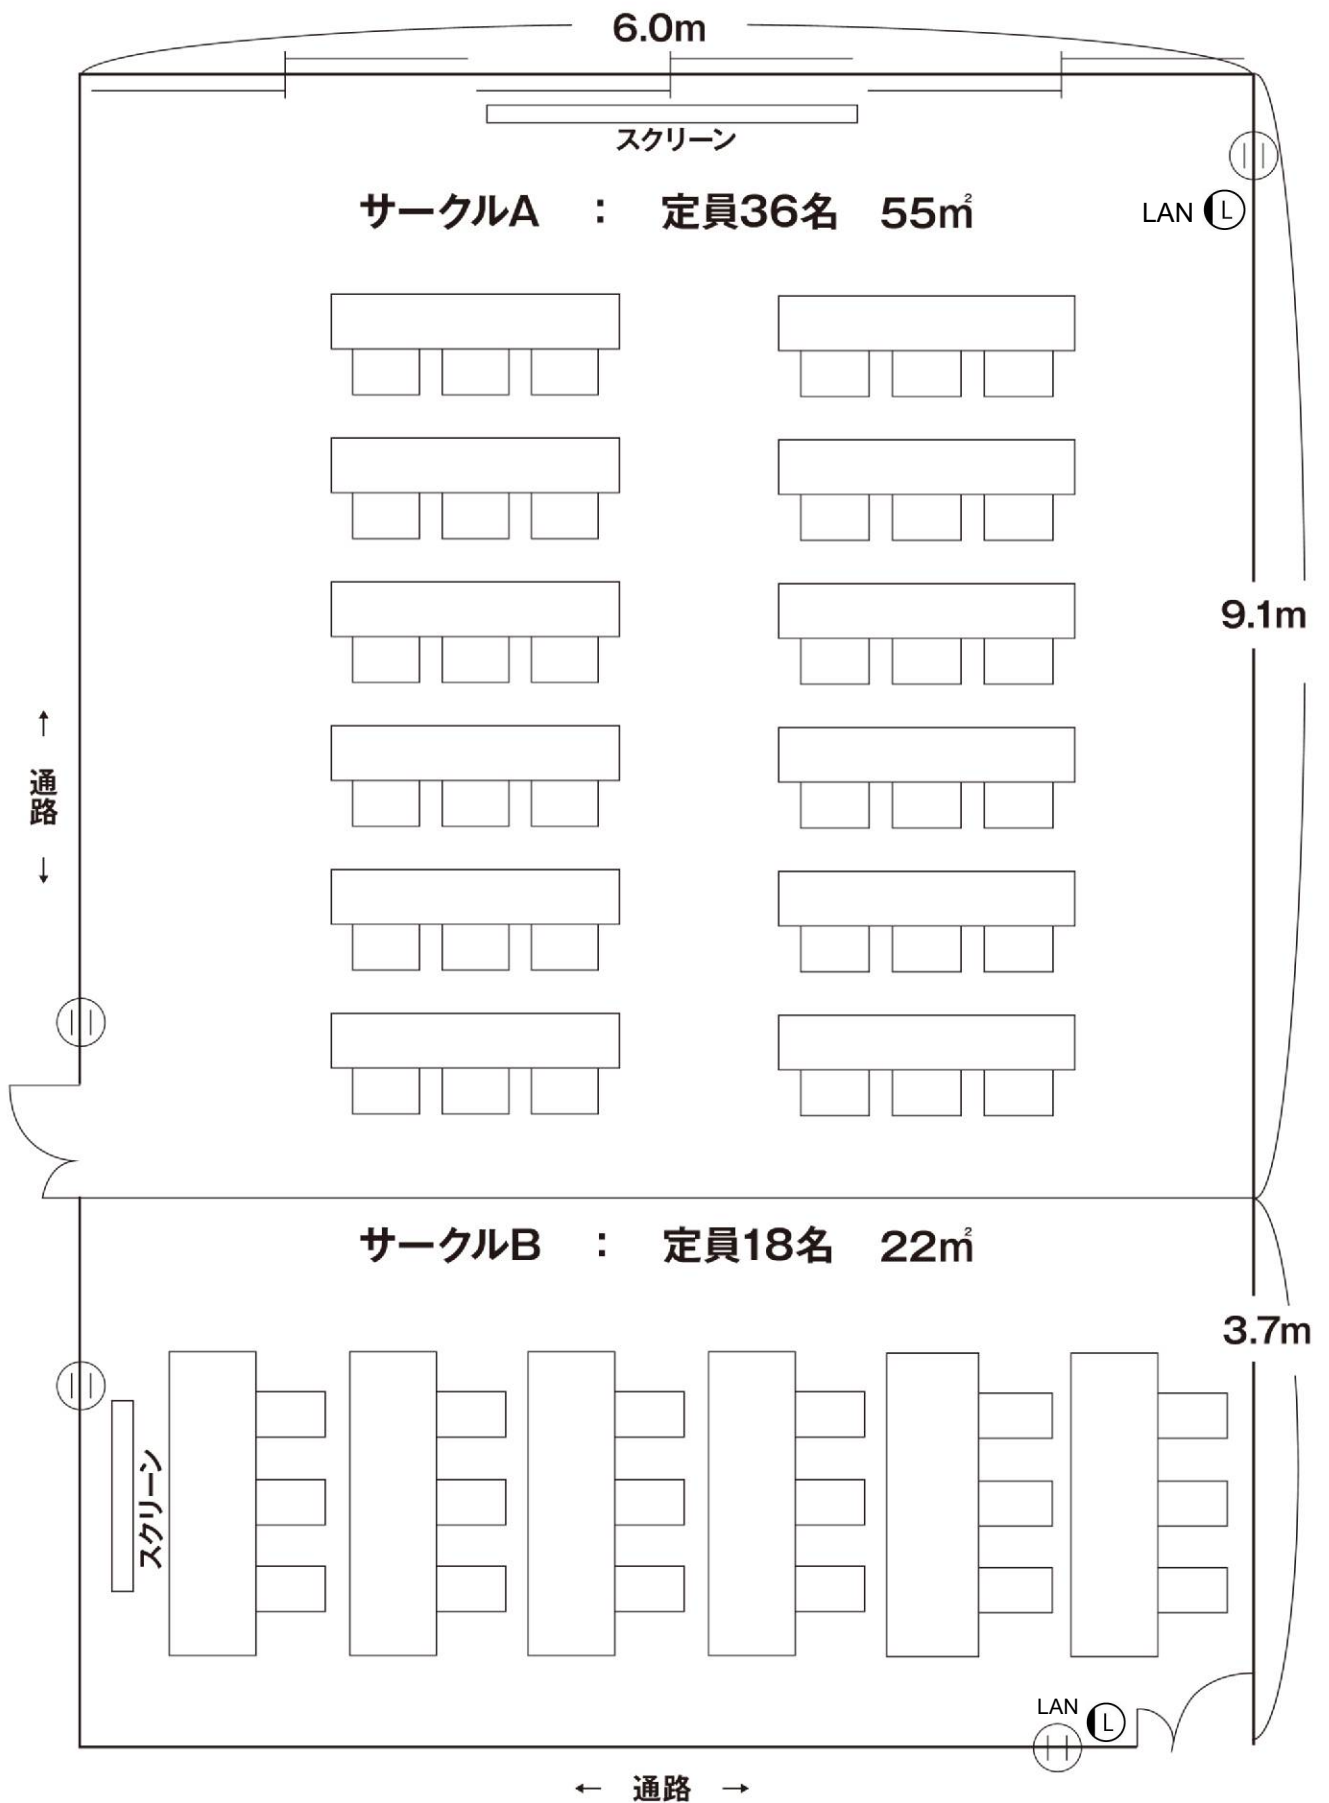 6.0m
スクリーン
サークルA : 定員36名 55㎡
LAN Ⓛ
9.1m
↑ 通路 ↓
サークルB : 定員18名 22㎡
3.7m
スクリーン
LAN Ⓛ
← 通路 →